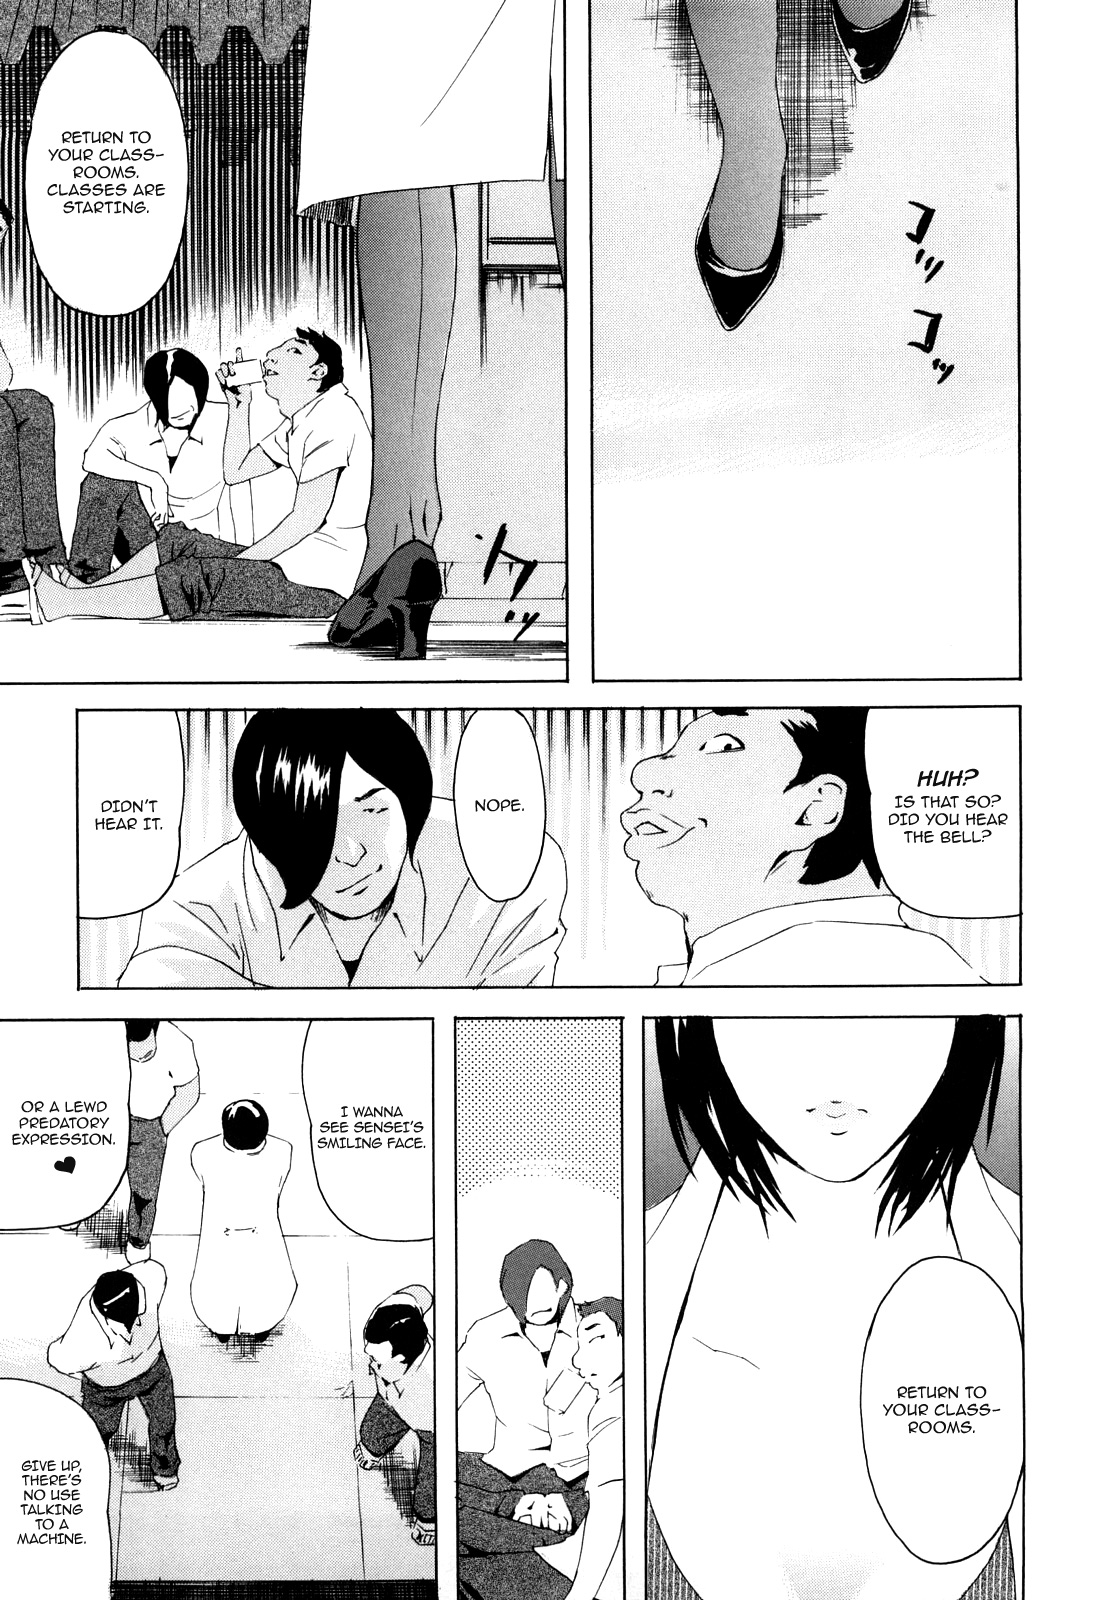 コッ
コッ
RETURN TO
YOUR CLASS-
ROOMS.
CLASSES ARE
STARTING.
HUH?
IS THAT SO?
DID YOU HEAR
THE BELL?
NOPE.
DIDN'T
HEAR IT.
RETURN TO
YOUR CLASS-
ROOMS.
I WANNA
SEE SENSEI'S
SMILING FACE.
OR A LEWD
PREDATORY
EXPRESSION.
♥
GIVE UP,
THERE'S
NO USE
TALKING
TO A
MACHINE.